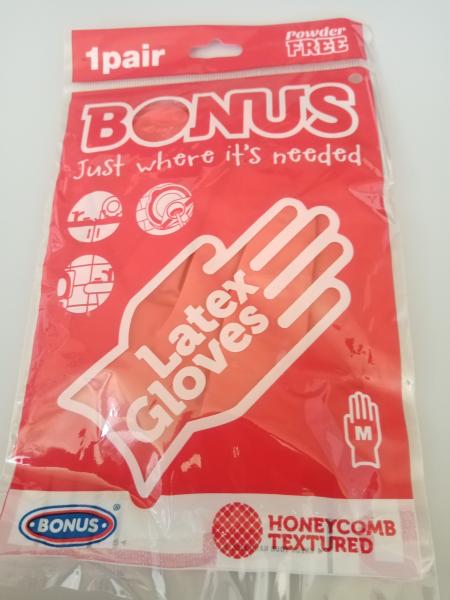 1pair
Powder
FREE
BONUS
Just where it's needed
Latex
Gloves
M
BONUS®
HONEYCOMB
TEXTURED